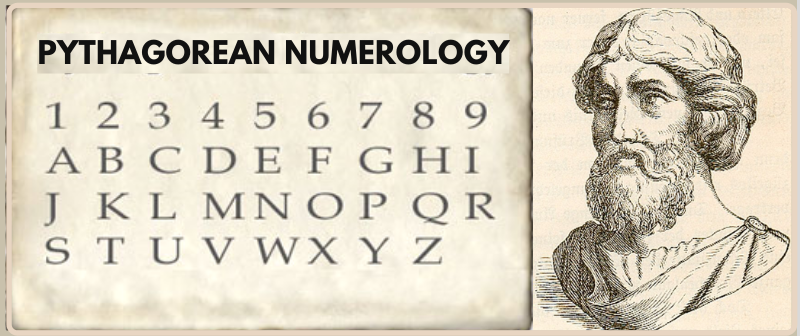 PYTHAGOREAN NUMEROLOGY
1 2 3 4 5 6 7 8 9
A B C D E F G H I
J K L M N O P Q R
S T U V W X Y Z